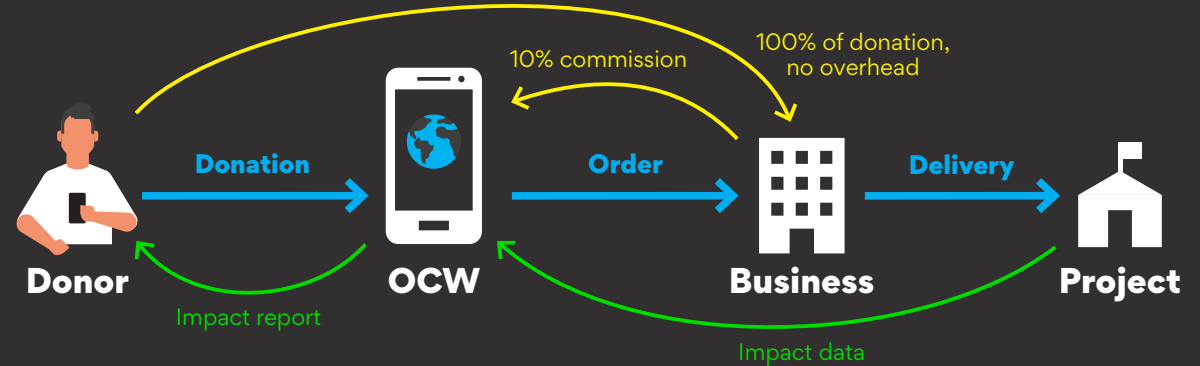 100% of donation,
no overhead
10% commission
Donation
Order
Delivery
Donor
OCW
Business
Project
Impact report
Impact data